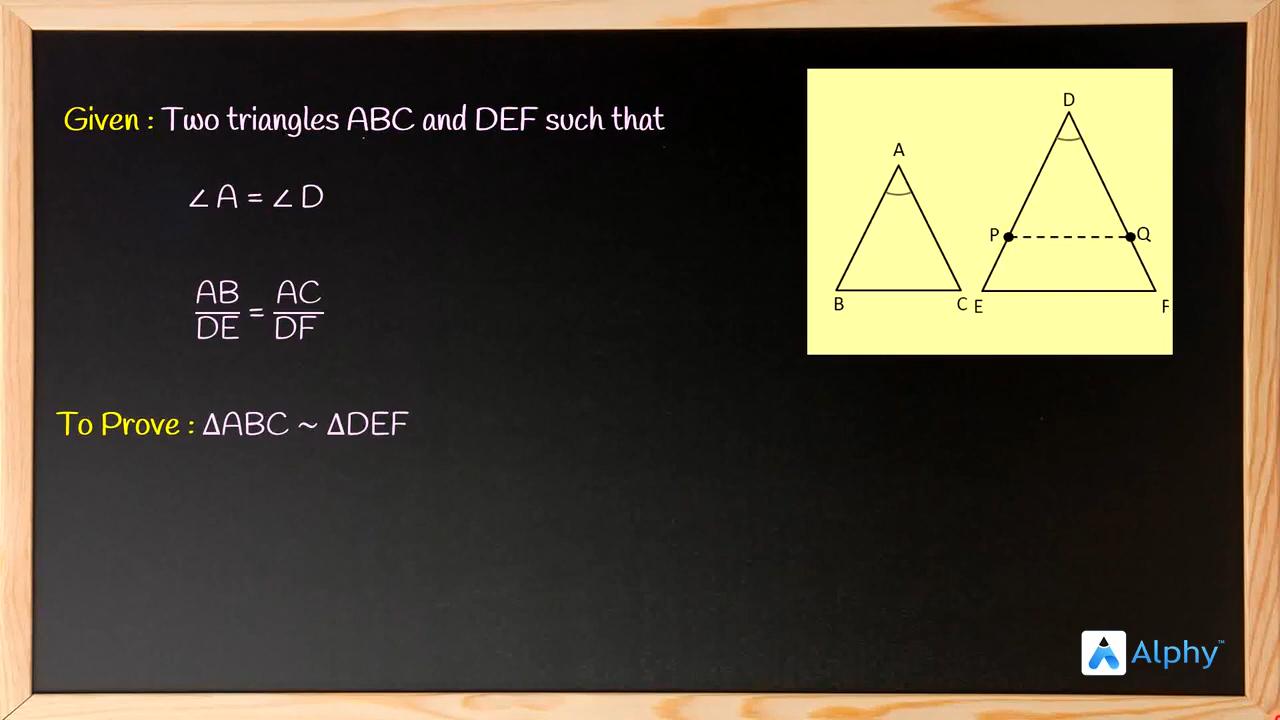 Given : Two triangles ABC and DEF such that
∠ A = ∠ D
AB/DE = AC/DF
To Prove : ΔABC ~ ΔDEF
D
A
P
Q
B
C
E
F
Alphy™